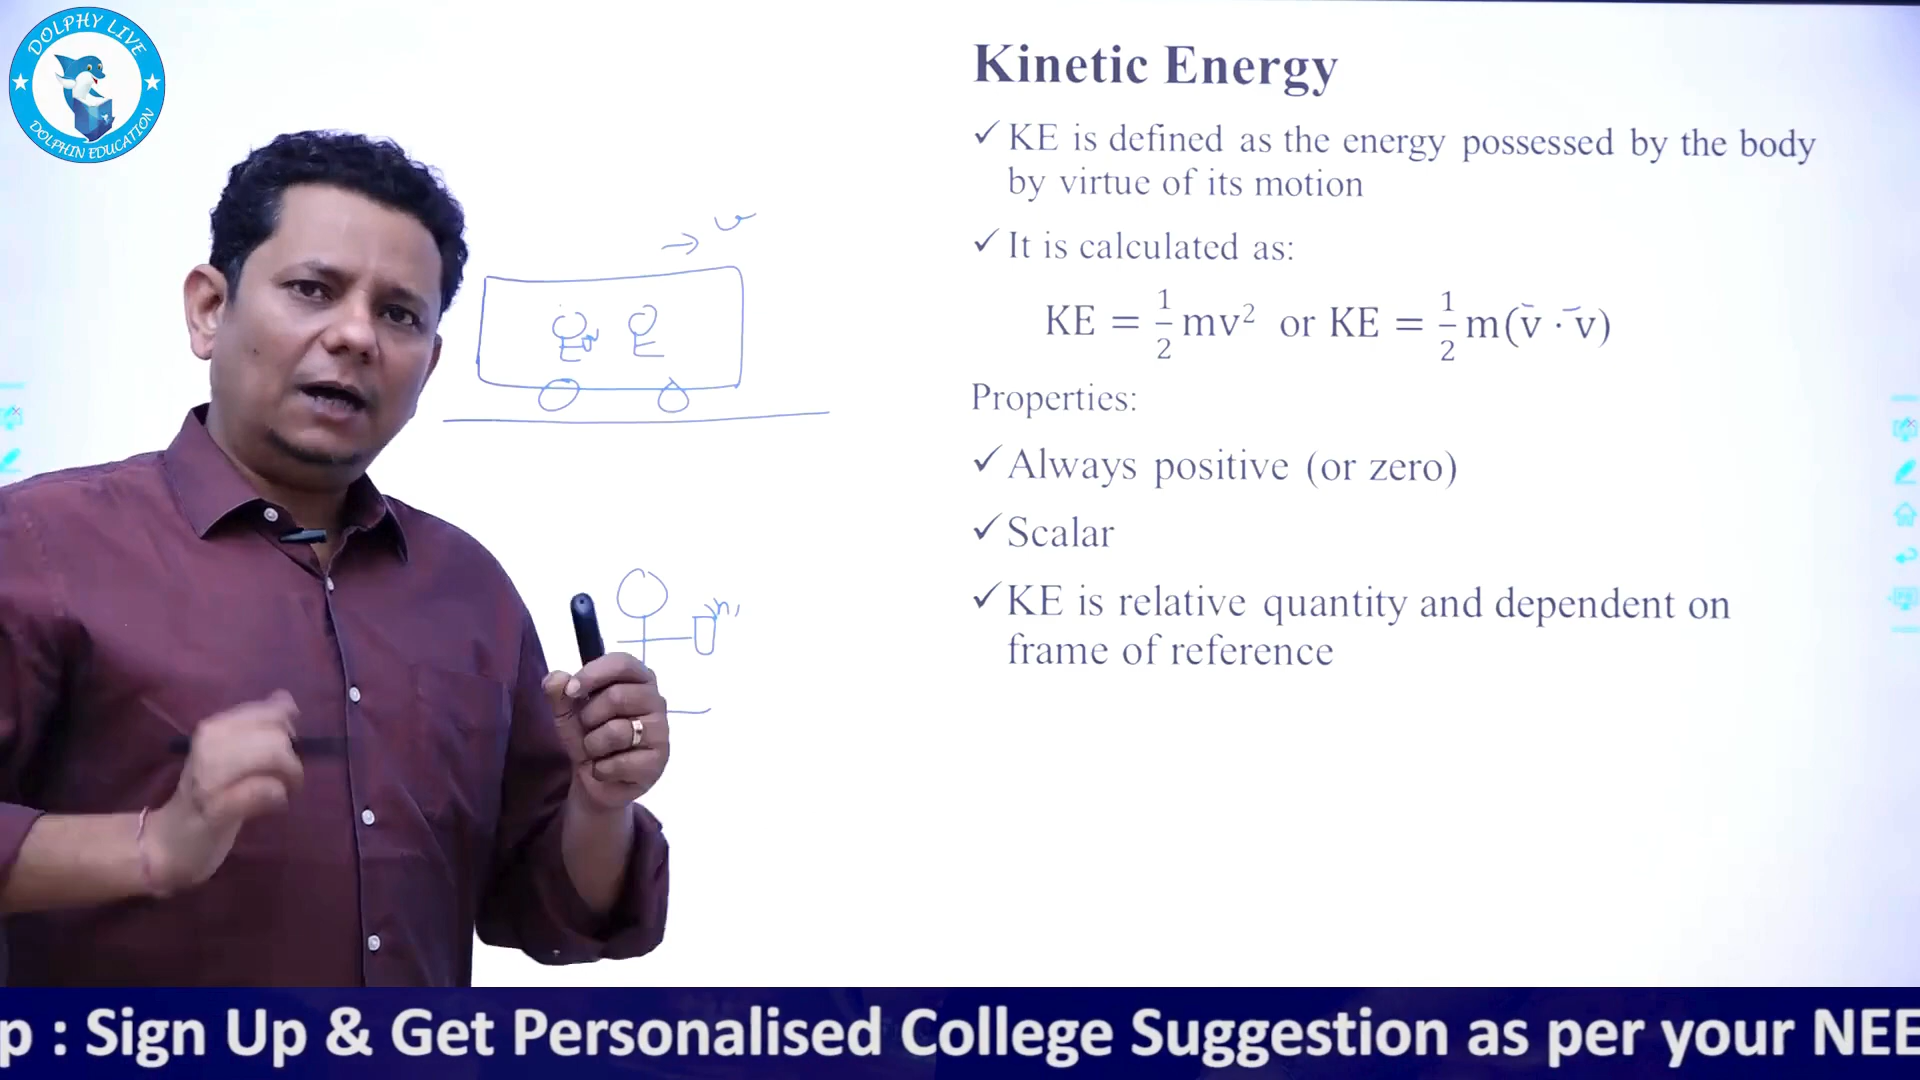 DOLPHY LIVE
DOLPHIN EDUCATION
v
Kinetic Energy
✓ KE is defined as the energy possessed by the body
by virtue of its motion
✓ It is calculated as:
KE = 1/2 mv² or KE = 1/2 m(v̄ · v̄)
Properties:
✓ Always positive (or zero)
✓ Scalar
✓ KE is relative quantity and dependent on
frame of reference
p : Sign Up & Get Personalised College Suggestion as per your NEE